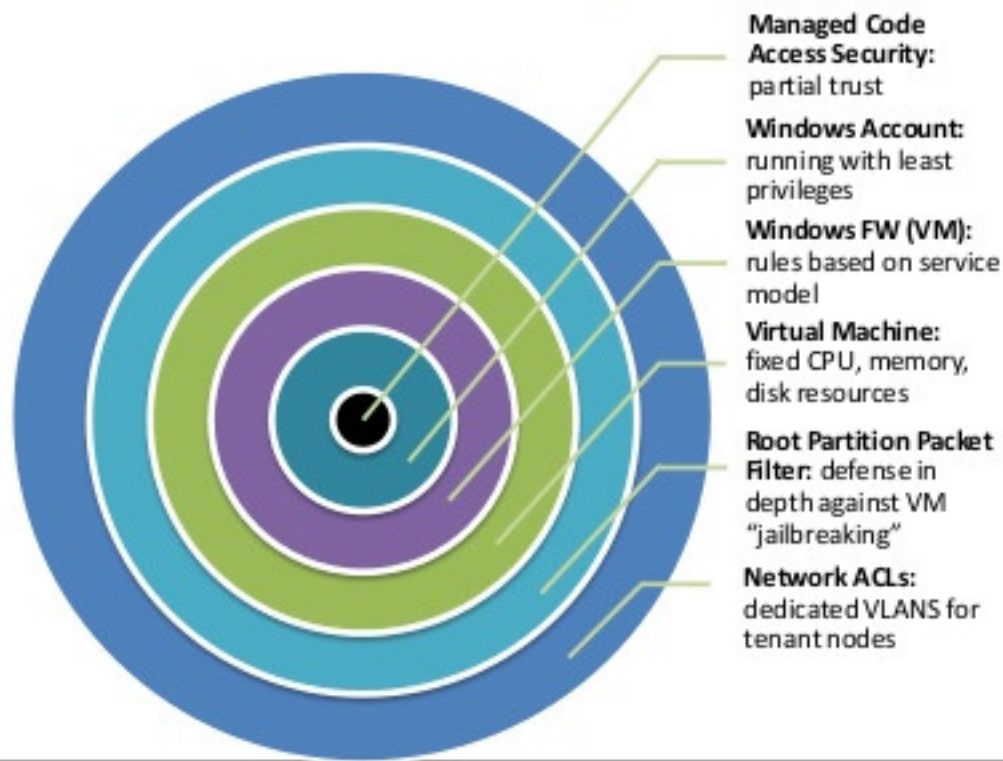 Managed Code
Access Security:
partial trust
Windows Account:
running with least
privileges
Windows FW (VM):
rules based on service
model
Virtual Machine:
fixed CPU, memory,
disk resources
Root Partition Packet
Filter: defense in
depth against VM
“jailbreaking”
Network ACLs:
dedicated VLANS for
tenant nodes